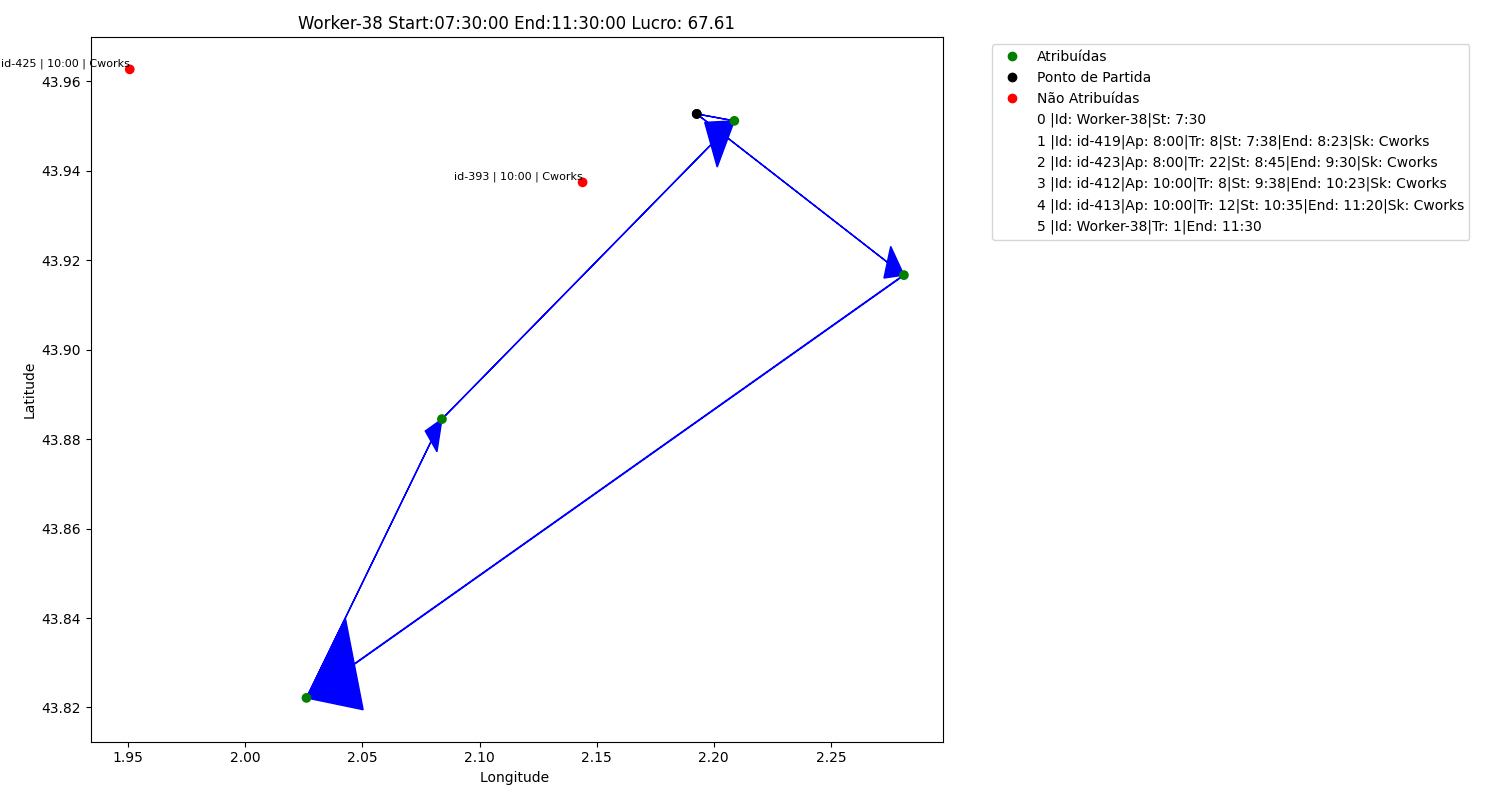 Worker-38 Start:07:30:00 End:11:30:00 Lucro: 67.61
id-425 | 10:00 | Cworks
id-393 | 10:00 | Cworks
43.96
43.94
43.92
43.90
43.88
43.86
43.84
43.82
Latitude
1.95 2.00 2.05 2.10 2.15 2.20 2.25
Longitude
Atribuídas
Ponto de Partida
Não Atribuídas
0 |Id: Worker-38|St: 7:30
1 |Id: id-419|Ap: 8:00|Tr: 8|St: 7:38|End: 8:23|Sk: Cworks
2 |Id: id-423|Ap: 8:00|Tr: 22|St: 8:45|End: 9:30|Sk: Cworks
3 |Id: id-412|Ap: 10:00|Tr: 8|St: 9:38|End: 10:23|Sk: Cworks
4 |Id: id-413|Ap: 10:00|Tr: 12|St: 10:35|End: 11:20|Sk: Cworks
5 |Id: Worker-38|Tr: 1|End: 11:30